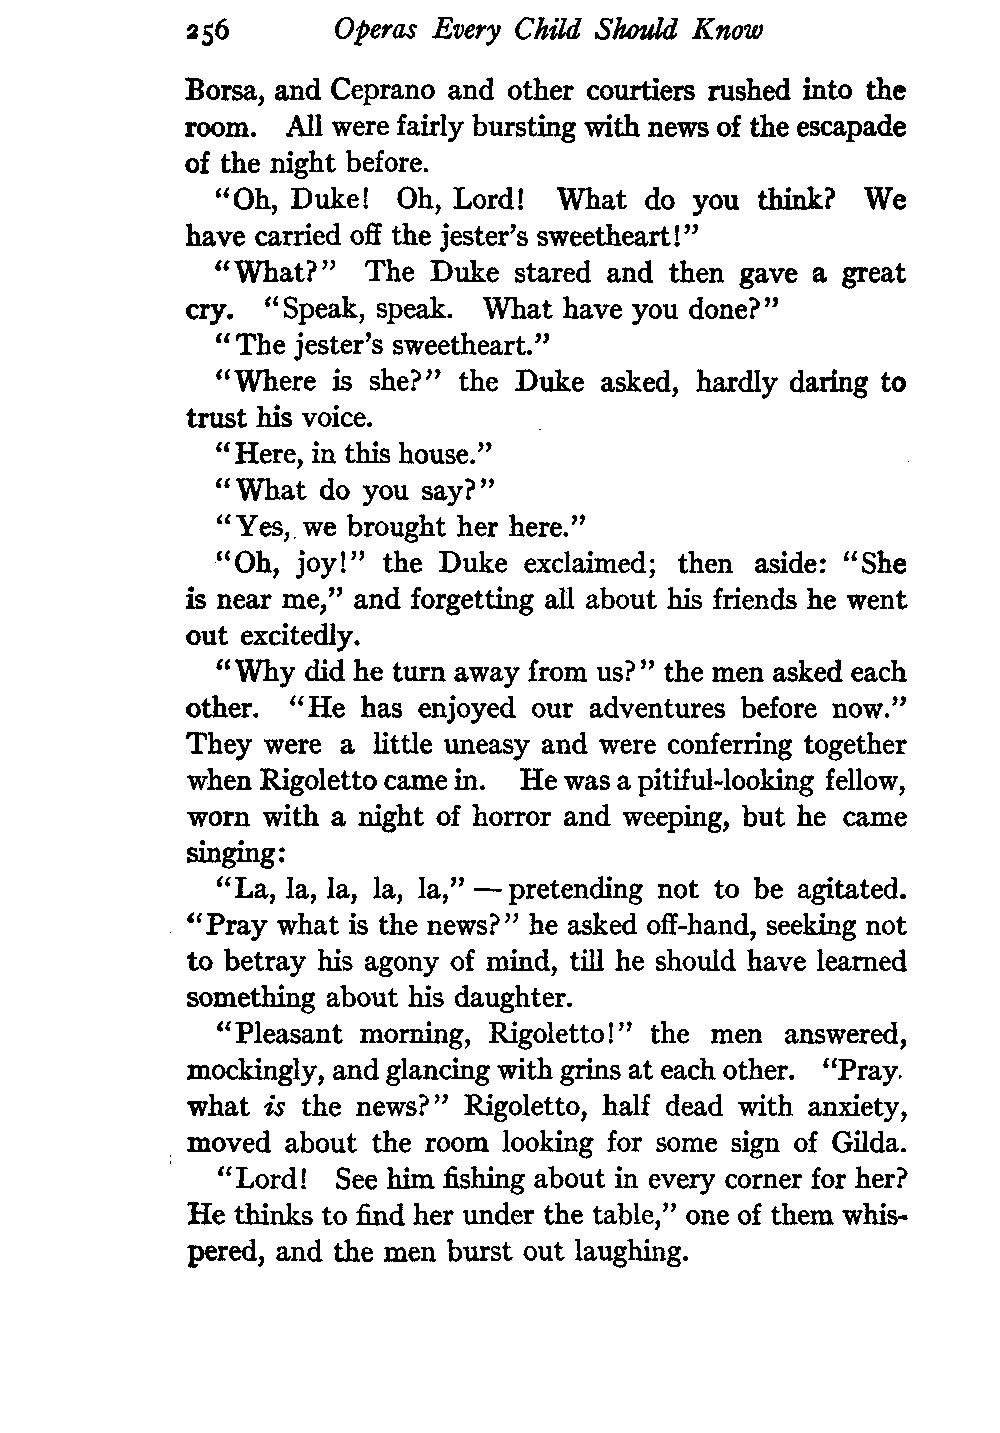 256 Operas Every Child Should Know
Borsa, and Ceprano and other courtiers rushed into the
room. All were fairly bursting with news of the escapade
of the night before.
"Oh, Duke! Oh, Lord! What do you think? We
have carried off the jester's sweetheart!"
"What?" The Duke stared and then gave a great
cry. "Speak, speak. What have you done?"
"The jester's sweetheart."
"Where is she?" the Duke asked, hardly daring to
trust his voice.
"Here, in this house."
"What do you say?"
"Yes, we brought her here."
"Oh, joy!" the Duke exclaimed; then aside: "She
is near me," and forgetting all about his friends he went
out excitedly.
"Why did he turn away from us?" the men asked each
other. "He has enjoyed our adventures before now."
They were a little uneasy and were conferring together
when Rigoletto came in. He was a pitiful-looking fellow,
worn with a night of horror and weeping, but he came
singing:
"La, la, la, la, la," — pretending not to be agitated.
"Pray what is the news?" he asked off-hand, seeking not
to betray his agony of mind, till he should have learned
something about his daughter.
"Pleasant morning, Rigoletto!" the men answered,
mockingly, and glancing with grins at each other. "Pray.
what is the news?" Rigoletto, half dead with anxiety,
moved about the room looking for some sign of Gilda.
"Lord! See him fishing about in every corner for her?
He thinks to find her under the table," one of them whis-
pered, and the men burst out laughing.